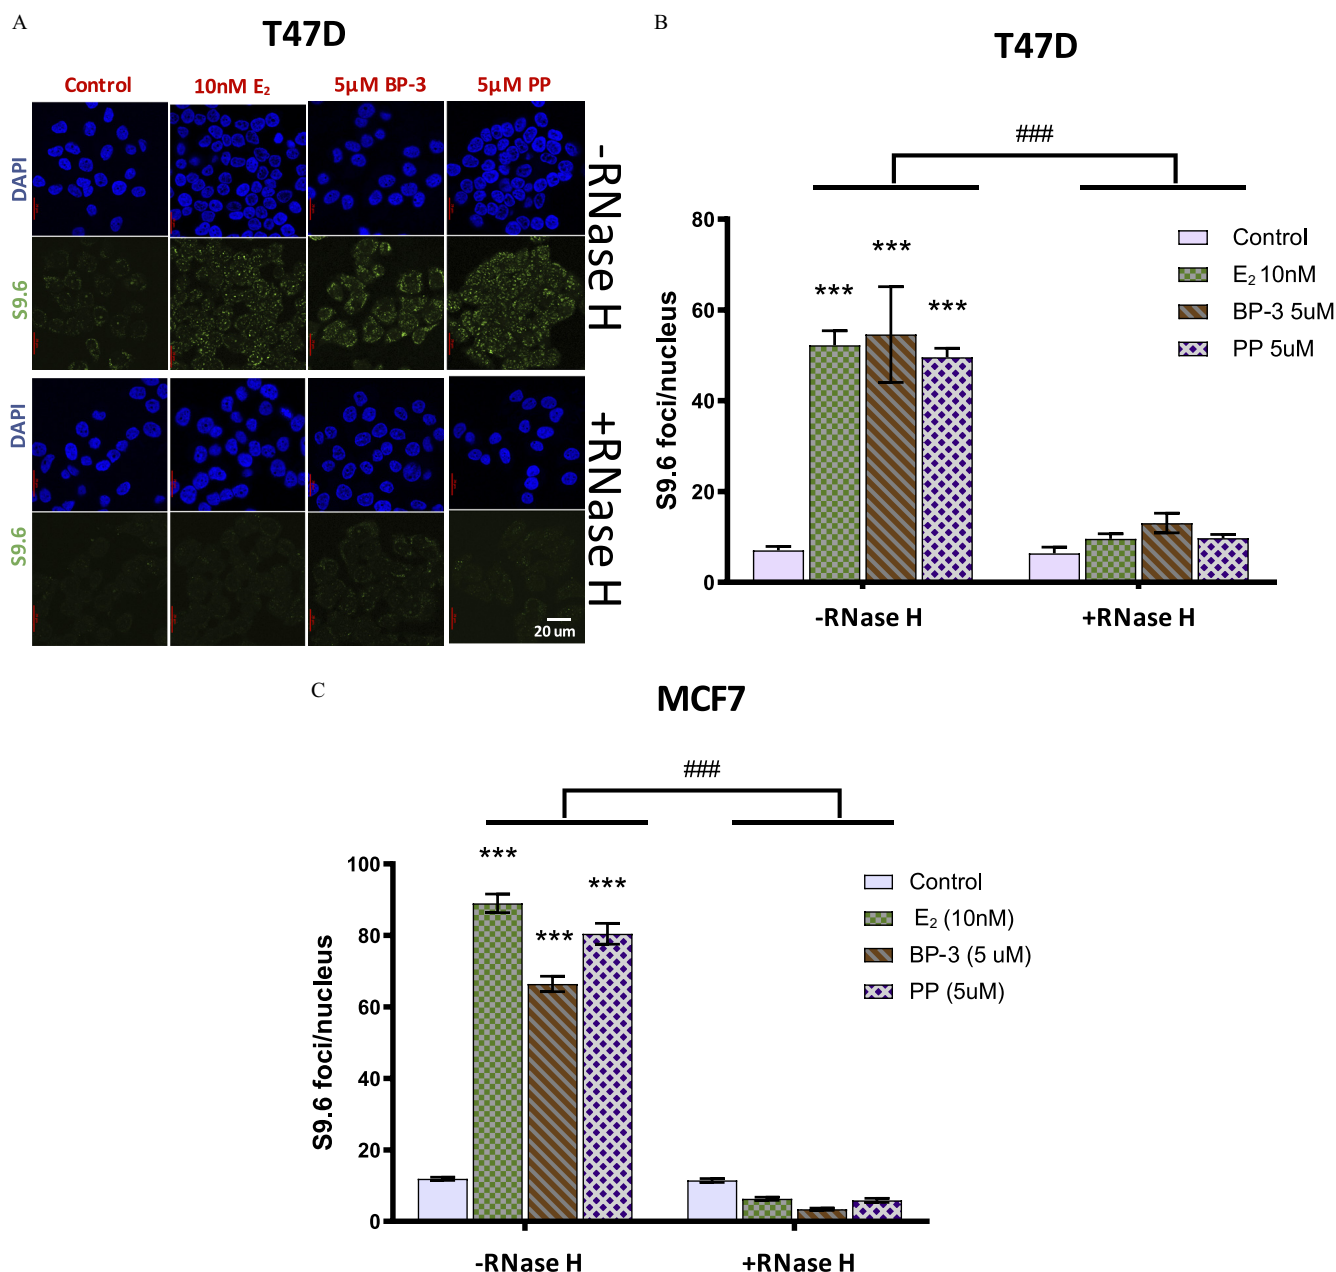 A
T47D
Control 10nM E₂ 5µM BP-3 5µM PP
DAPI
S9.6
-RNase H
DAPI
S9.6
+RNase H
20 um
B
T47D
###
80
60
40
20
0
S9.6 foci/nucleus
***
***
***
Control
E₂ 10nM
BP-3 5uM
PP 5uM
-RNase H +RNase H
C
MCF7
###
100
80
60
40
20
0
S9.6 foci/nucleus
***
***
***
Control
E₂ (10nM)
BP-3 (5 uM)
PP (5uM)
-RNase H +RNase H